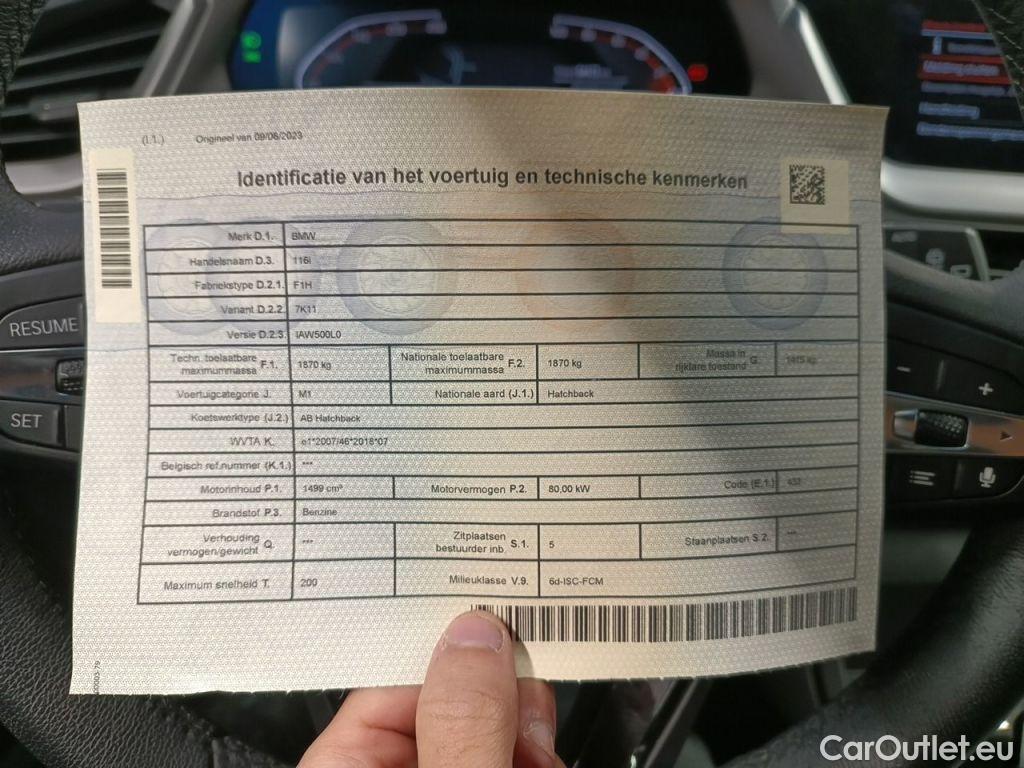 (I.1.) Origineel van 09/06/2023
Identificatie van het voertuig en technische kenmerken
Merk D.1. BMW
Handelsnaam D.3. 116i
Fabriekstype D.2.1. F1H
Variant D.2.2. 7K11
Versie D.2.3. IAW500L0
Techn. toelaatbare maximummassa F.1. 1870 kg Nationale toelaatbare maximummassa F.2. 1870 kg Massa in rijklare toestand G.
Voertuigcategorie J. M1 Nationale aard (J.1.) Hatchback
Koetswerktype (J.2.) AB Hatchback
WVTA K. e1*2007/46*2018*07
Belgisch ref.nummer (K.1.) ***
Motorinhoud P.1. 1499 cm³ Motorvermogen P.2. 80,00 kW Code (E.1.)
Brandstof P.3. Benzine
Verhouding vermogen/gewicht Q. *** Zitplaatsen bestuurder inb. S.1. 5 Staanplaatsen S.2. ***
Maximum snelheid T. 200 Milieuklasse V.9. 6d-ISC-FCM
RESUME
SET
AUTO
CarOutlet.eu